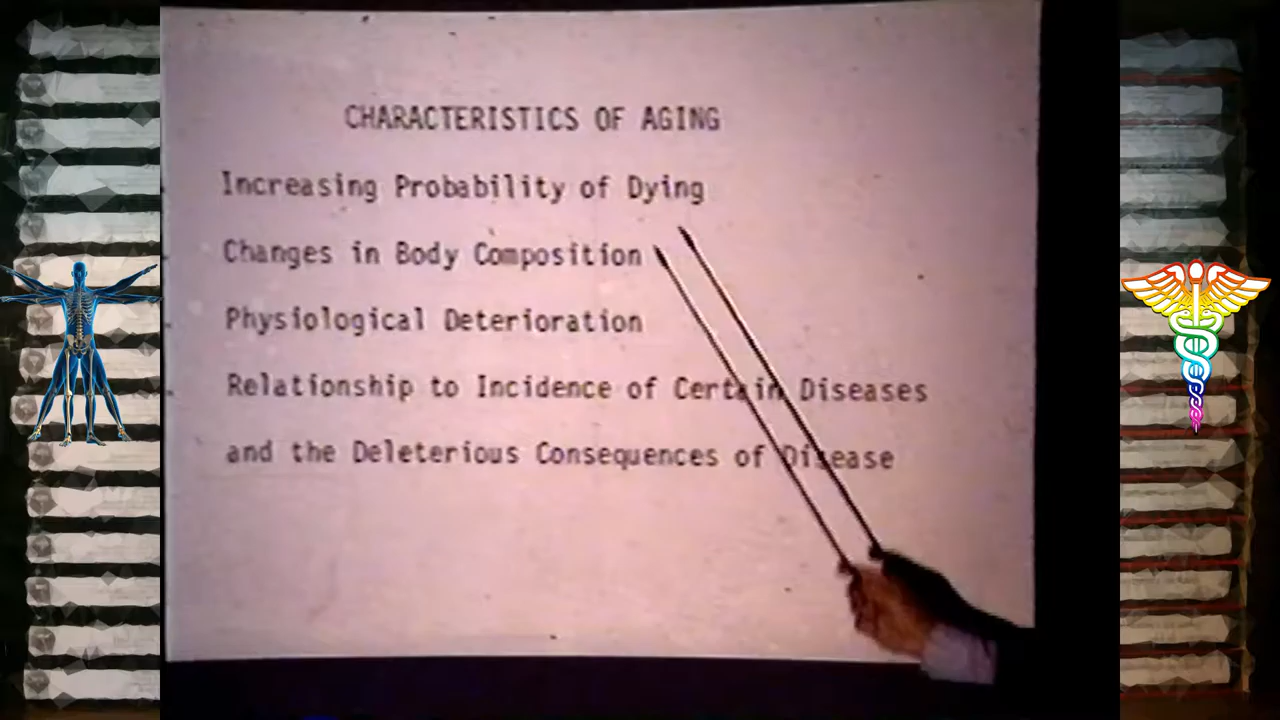 CHARACTERISTICS OF AGING
Increasing Probability of Dying
Changes in Body Composition
Physiological Deterioration
Relationship to Incidence of Certain Diseases
and the Deleterious Consequences of Disease